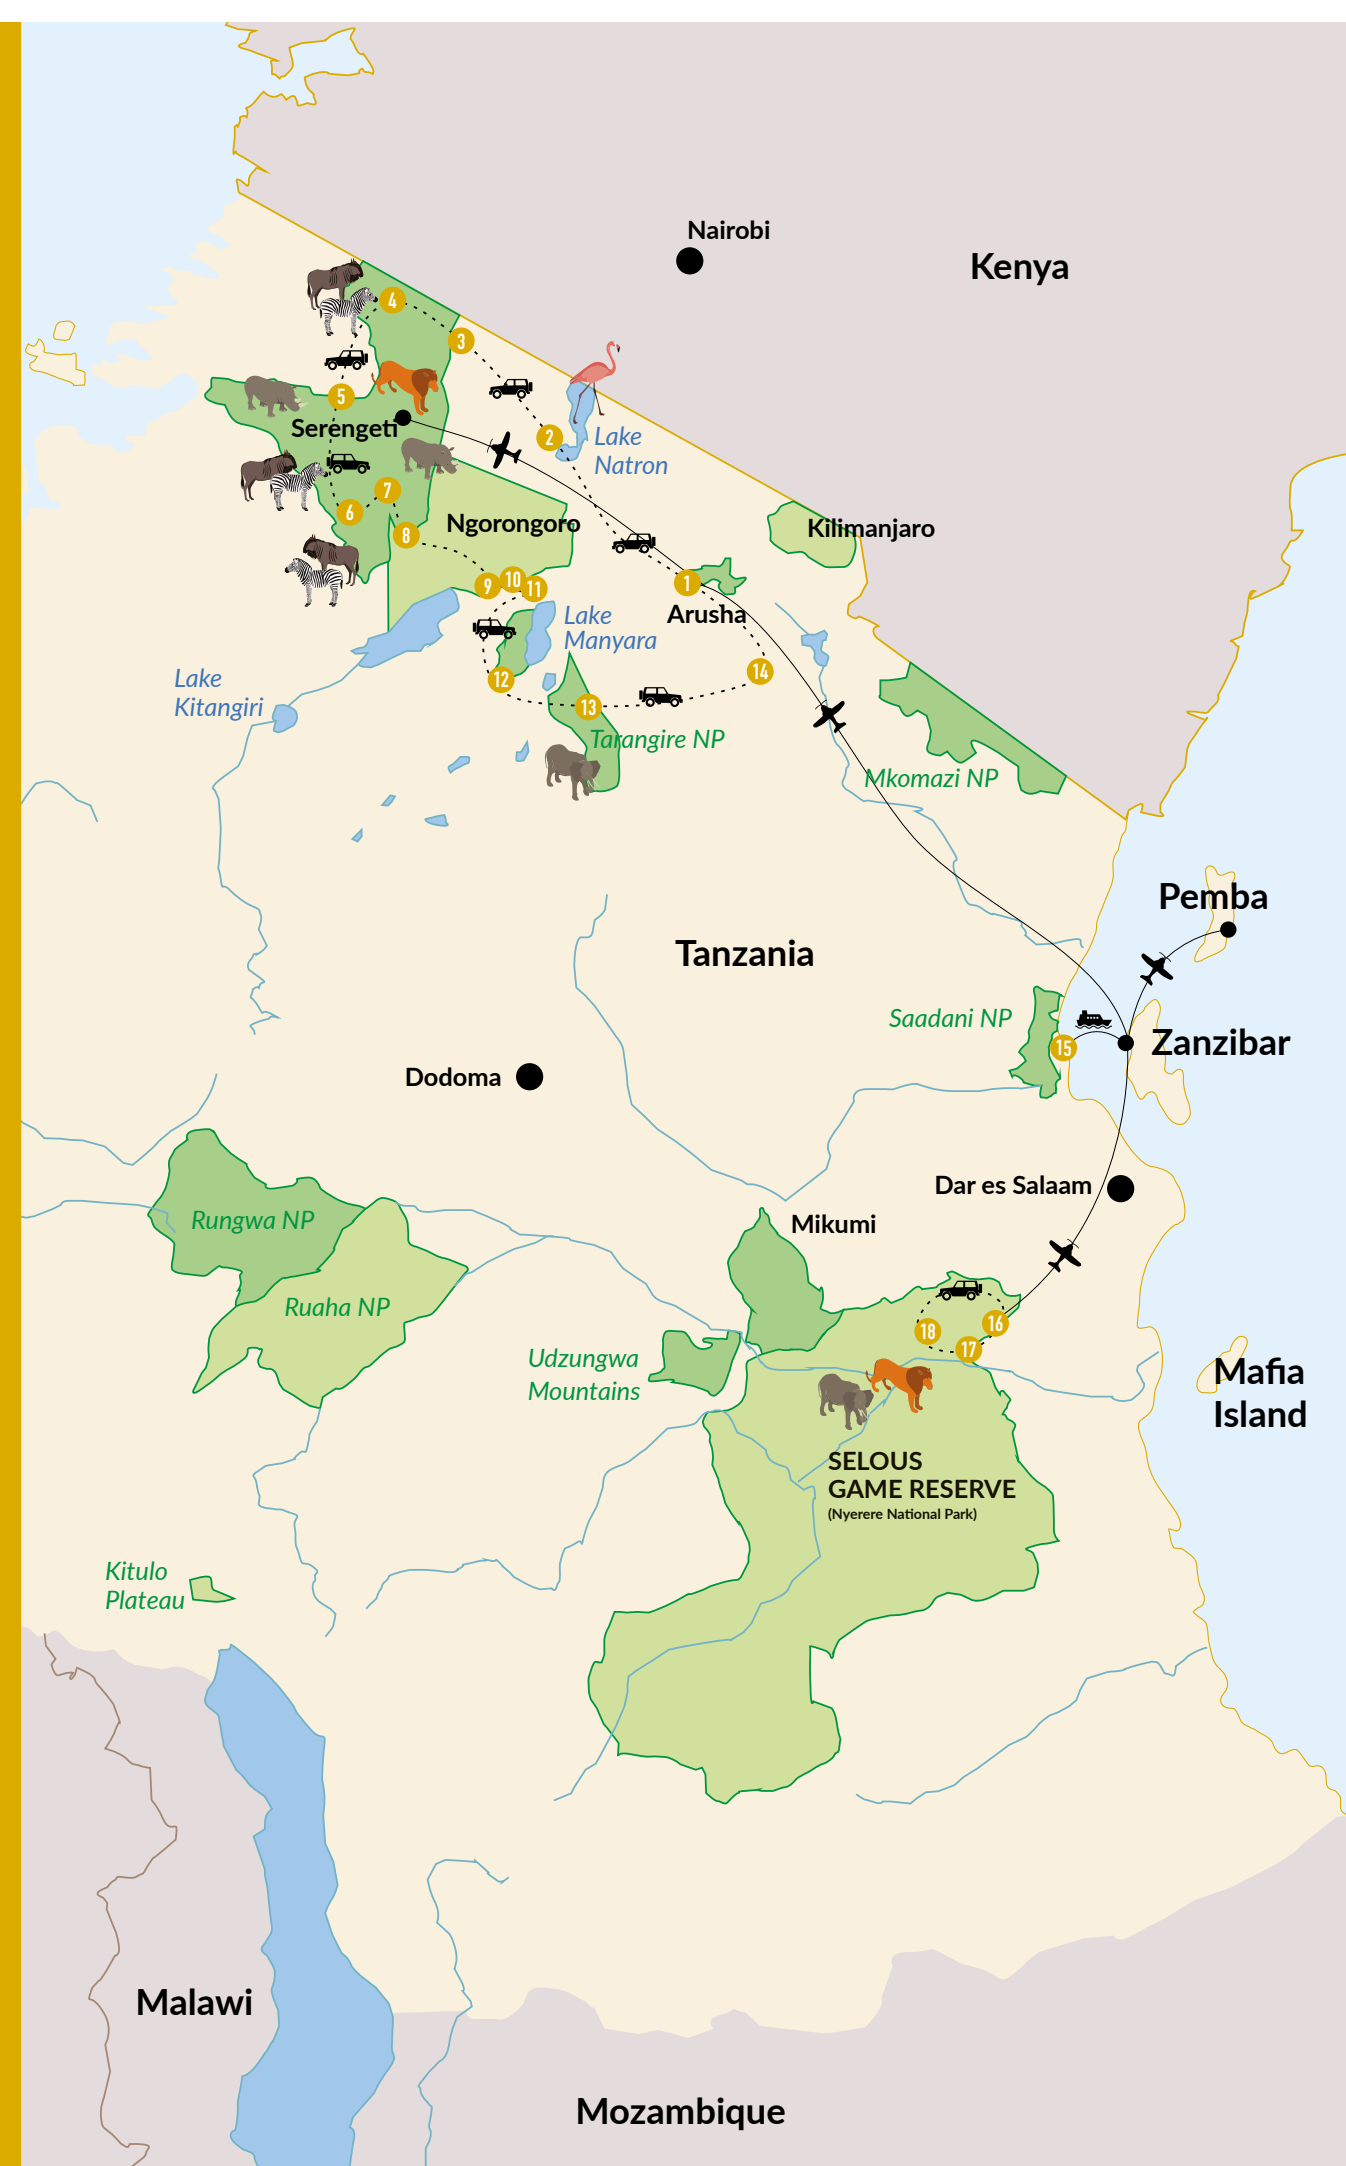 Nairobi
Kenya
4
3
5
Serengeti
2
Lake
Natron
7
6
8
Ngorongoro
Kilimanjaro
9
10
11
1
Arusha
Lake
Manyara
Lake
Kitangiri
12
14
13
Tarangire NP
Mkomazi NP
Pemba
Tanzania
Saadani NP
15
Zanzibar
Dodoma
Dar es Salaam
Rungwa NP
Mikumi
Ruaha NP
18
16
17
Udzungwa
Mountains
Mafia
Island
SELOUS
GAME RESERVE
(Nyerere National Park)
Kitulo
Plateau
Malawi
Mozambique